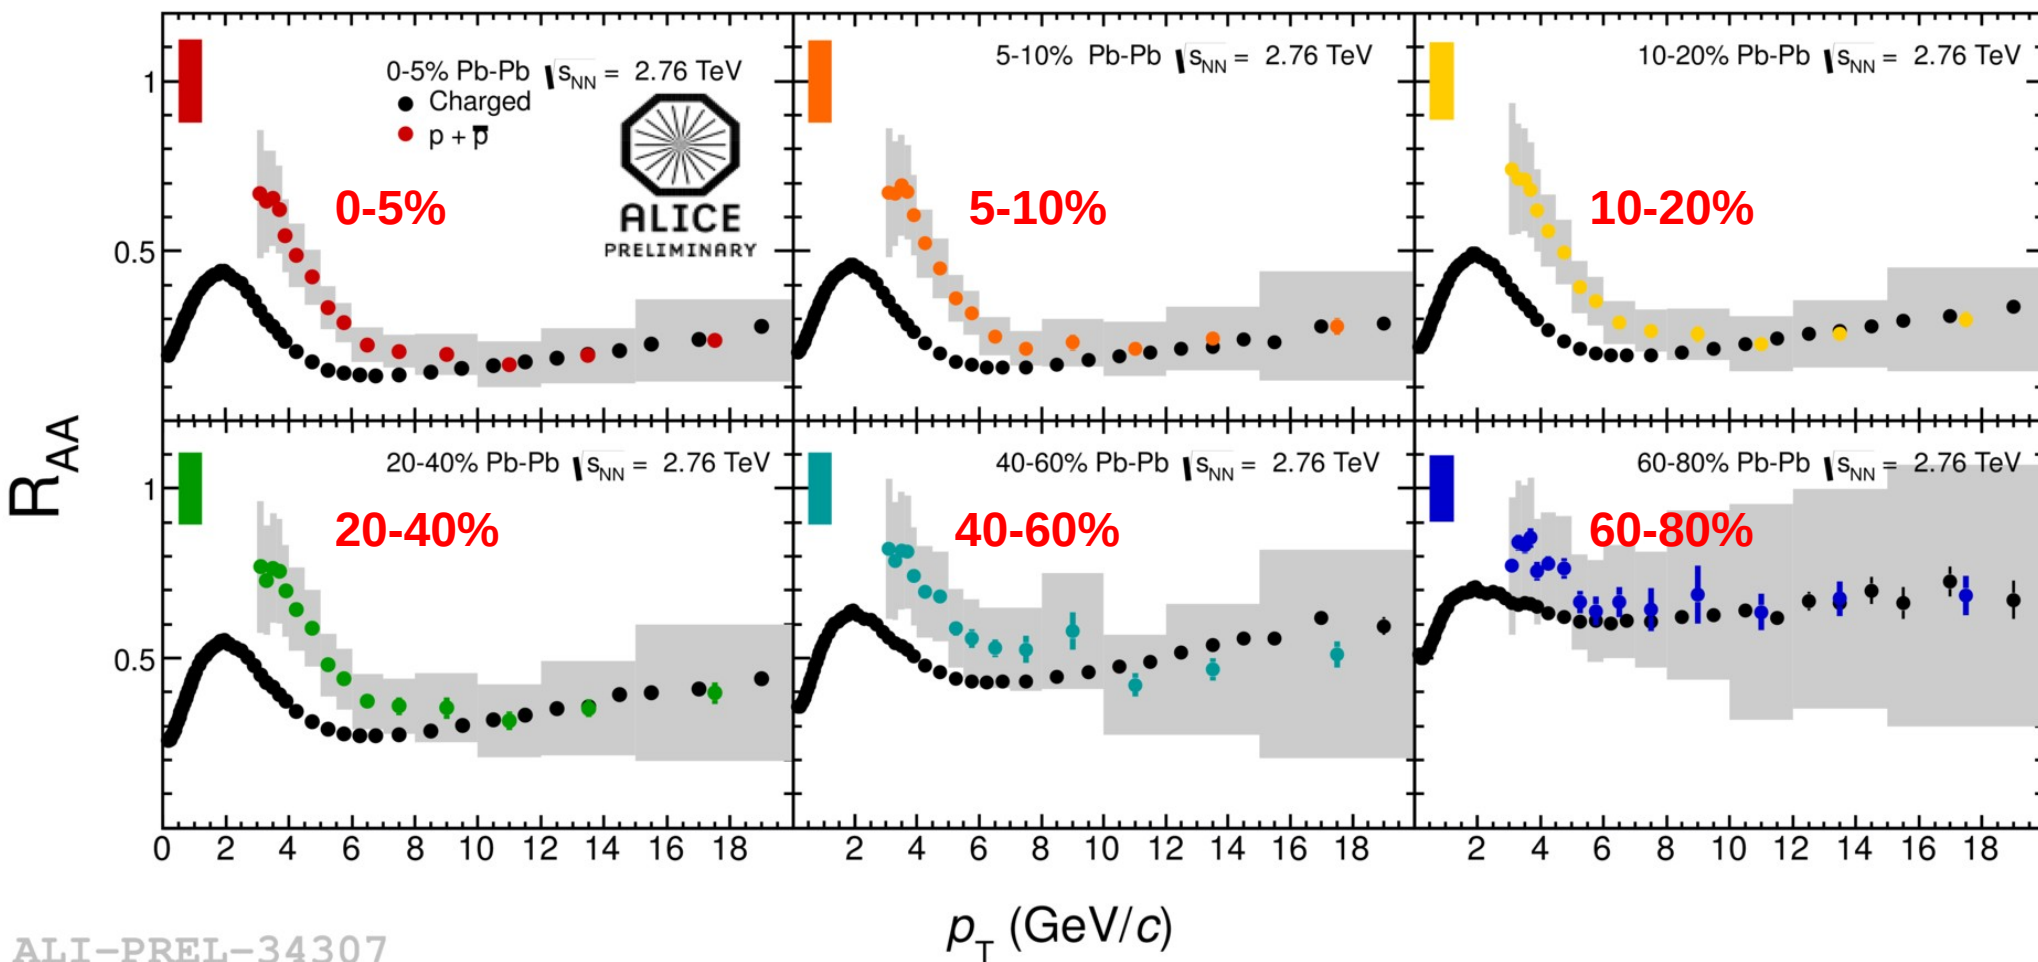 0-5% Pb-Pb √sNN = 2.76 TeV
Charged
p + p̅
0-5%
ALICE
PRELIMINARY
5-10% Pb-Pb √sNN = 2.76 TeV
5-10%
10-20% Pb-Pb √sNN = 2.76 TeV
10-20%
1
0.5
RAA
20-40% Pb-Pb √sNN = 2.76 TeV
20-40%
40-60% Pb-Pb √sNN = 2.76 TeV
40-60%
60-80% Pb-Pb √sNN = 2.76 TeV
60-80%
1
0.5
0 2 4 6 8 10 12 14 16 18 2 4 6 8 10 12 14 16 18 2 4 6 8 10 12 14 16 18
pT (GeV/c)
ALI-PREL-34307